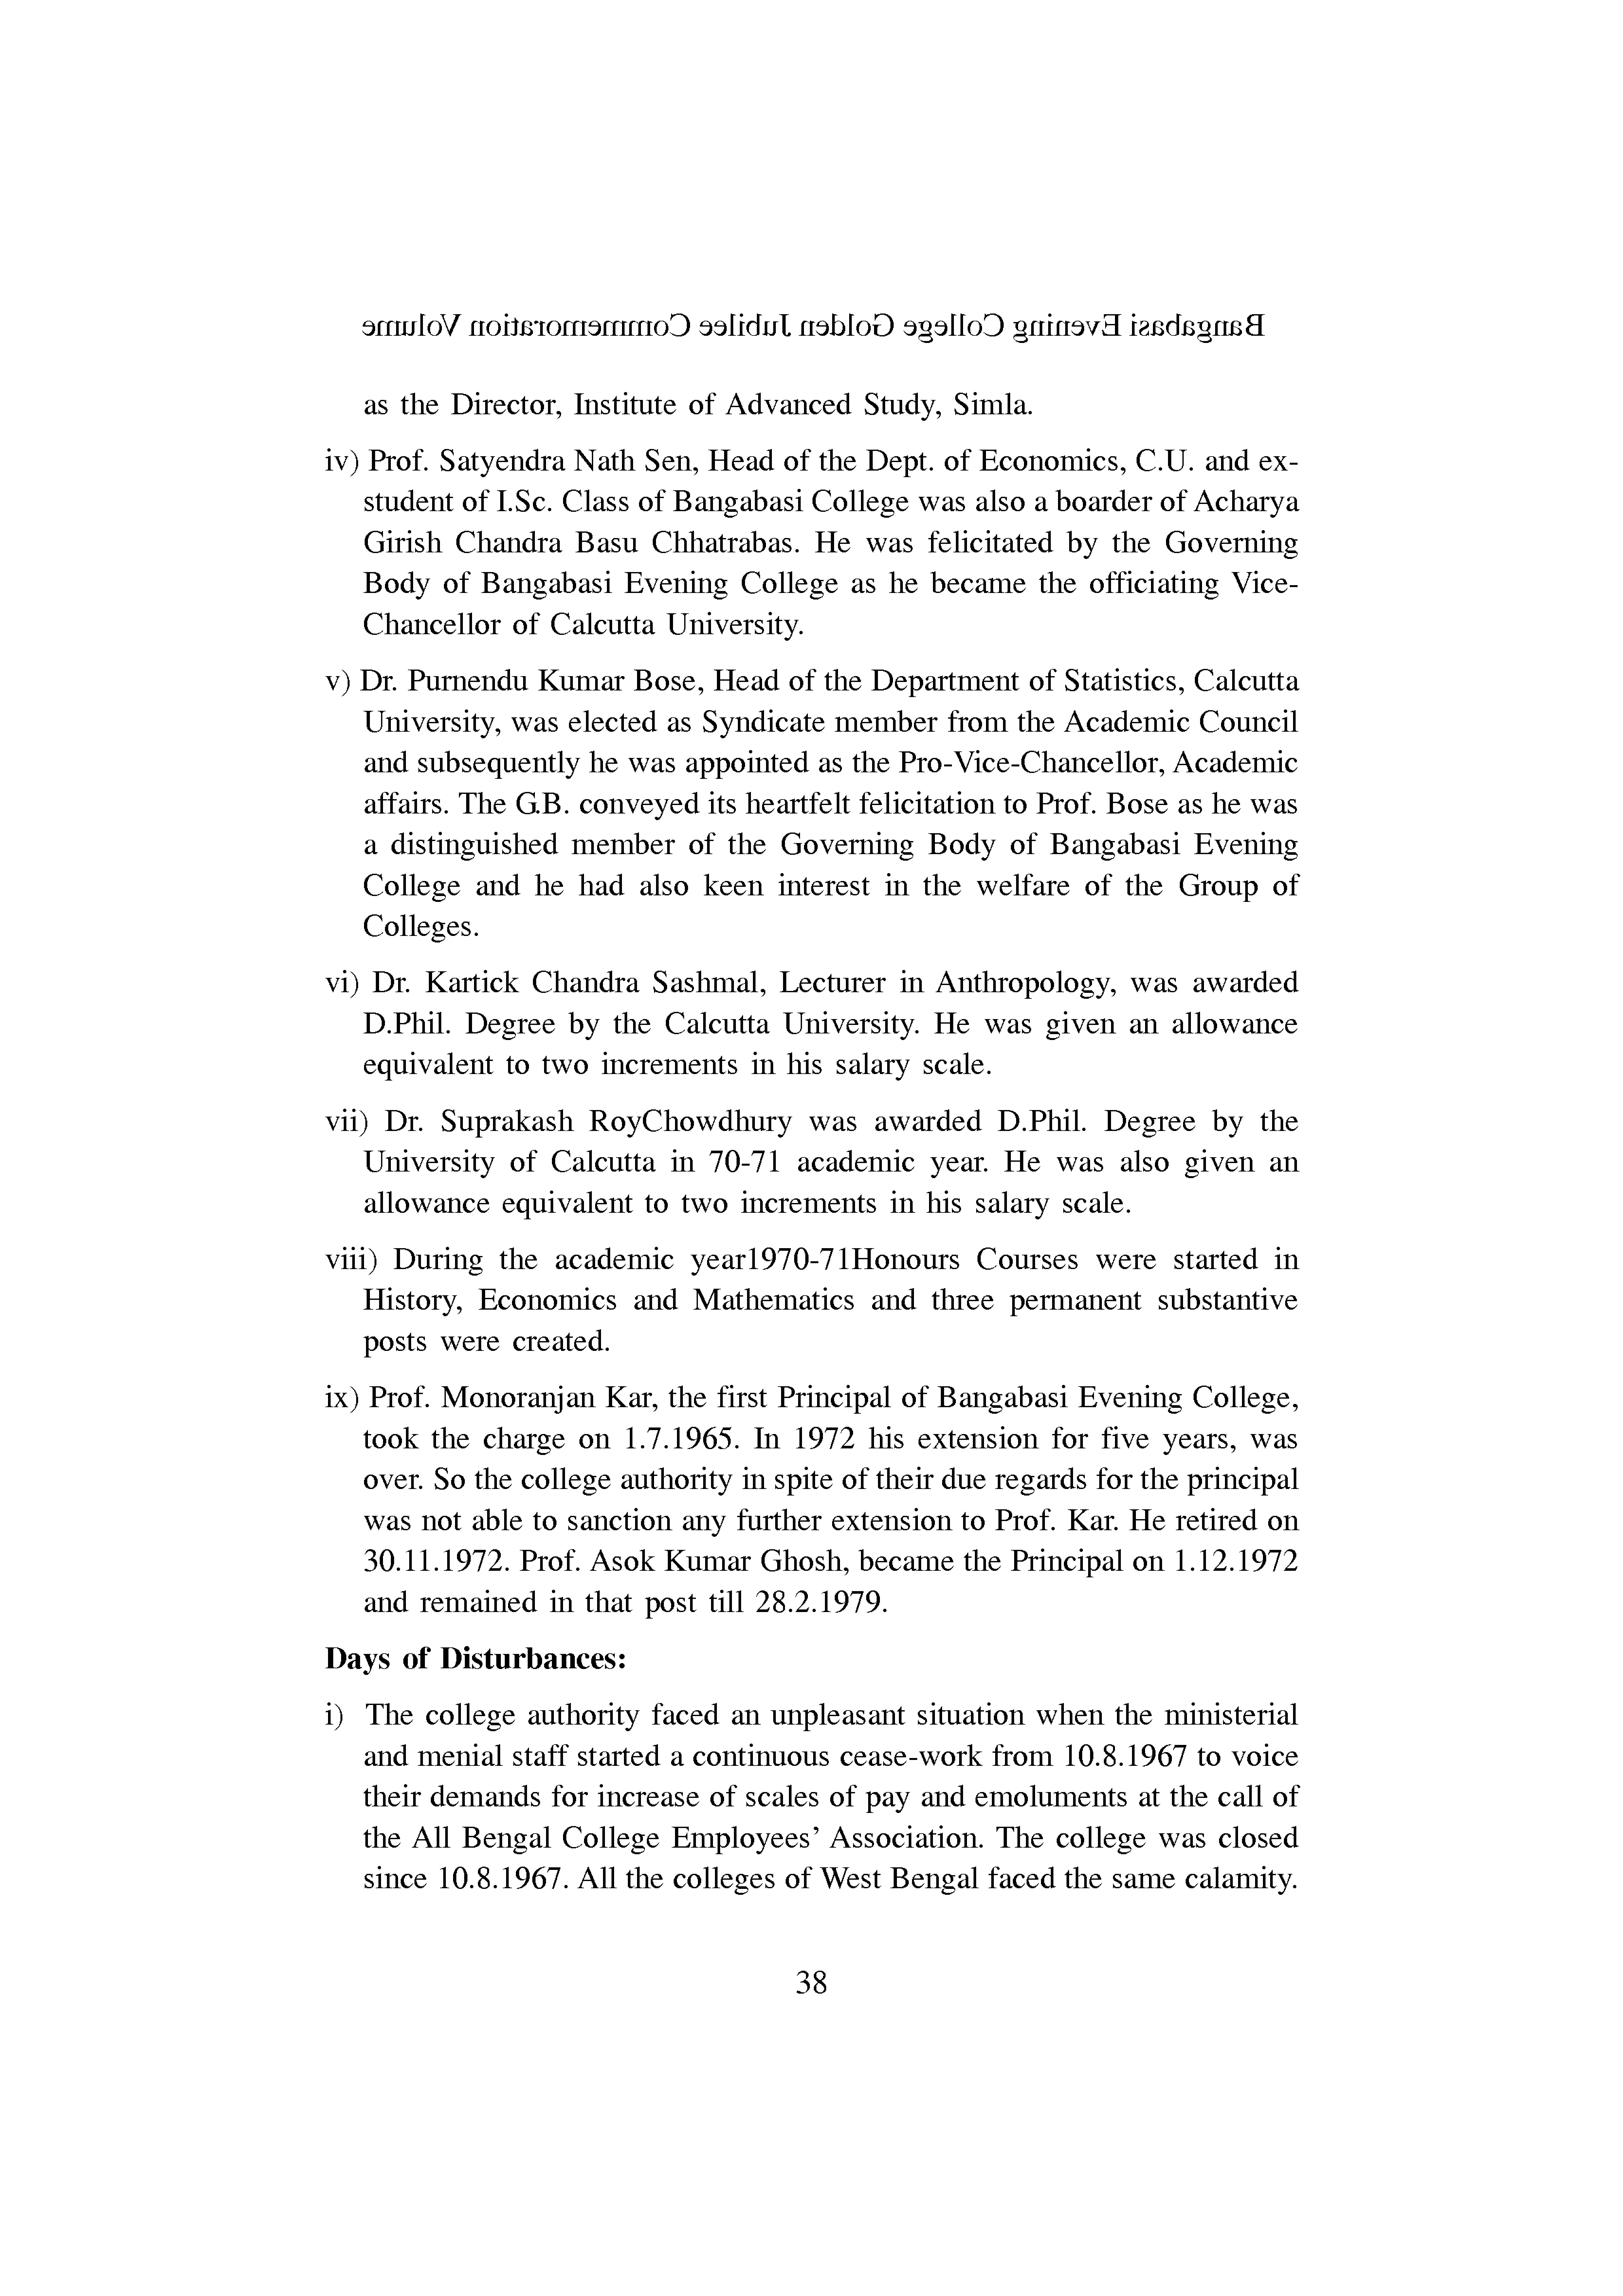 Bangabasi Evening College Golden Jubilee Commemoration Volume
as the Director, Institute of Advanced Study, Simla.
iv) Prof. Satyendra Nath Sen, Head of the Dept. of Economics, C.U. and ex-
student of I.Sc. Class of Bangabasi College was also a boarder of Acharya
Girish Chandra Basu Chhatrabas. He was felicitated by the Governing
Body of Bangabasi Evening College as he became the officiating Vice-
Chancellor of Calcutta University.
v) Dr. Purnendu Kumar Bose, Head of the Department of Statistics, Calcutta
University, was elected as Syndicate member from the Academic Council
and subsequently he was appointed as the Pro-Vice-Chancellor, Academic
affairs. The G.B. conveyed its heartfelt felicitation to Prof. Bose as he was
a distinguished member of the Governing Body of Bangabasi Evening
College and he had also keen interest in the welfare of the Group of
Colleges.
vi) Dr. Kartick Chandra Sashmal, Lecturer in Anthropology, was awarded
D.Phil. Degree by the Calcutta University. He was given an allowance
equivalent to two increments in his salary scale.
vii) Dr. Suprakash RoyChowdhury was awarded D.Phil. Degree by the
University of Calcutta in 70-71 academic year. He was also given an
allowance equivalent to two increments in his salary scale.
viii) During the academic year1970-71Honours Courses were started in
History, Economics and Mathematics and three permanent substantive
posts were created.
ix) Prof. Monoranjan Kar, the first Principal of Bangabasi Evening College,
took the charge on 1.7.1965. In 1972 his extension for five years, was
over. So the college authority in spite of their due regards for the principal
was not able to sanction any further extension to Prof. Kar. He retired on
30.11.1972. Prof. Asok Kumar Ghosh, became the Principal on 1.12.1972
and remained in that post till 28.2.1979.
Days of Disturbances:
i) The college authority faced an unpleasant situation when the ministerial
and menial staff started a continuous cease-work from 10.8.1967 to voice
their demands for increase of scales of pay and emoluments at the call of
the All Bengal College Employees’ Association. The college was closed
since 10.8.1967. All the colleges of West Bengal faced the same calamity.
38